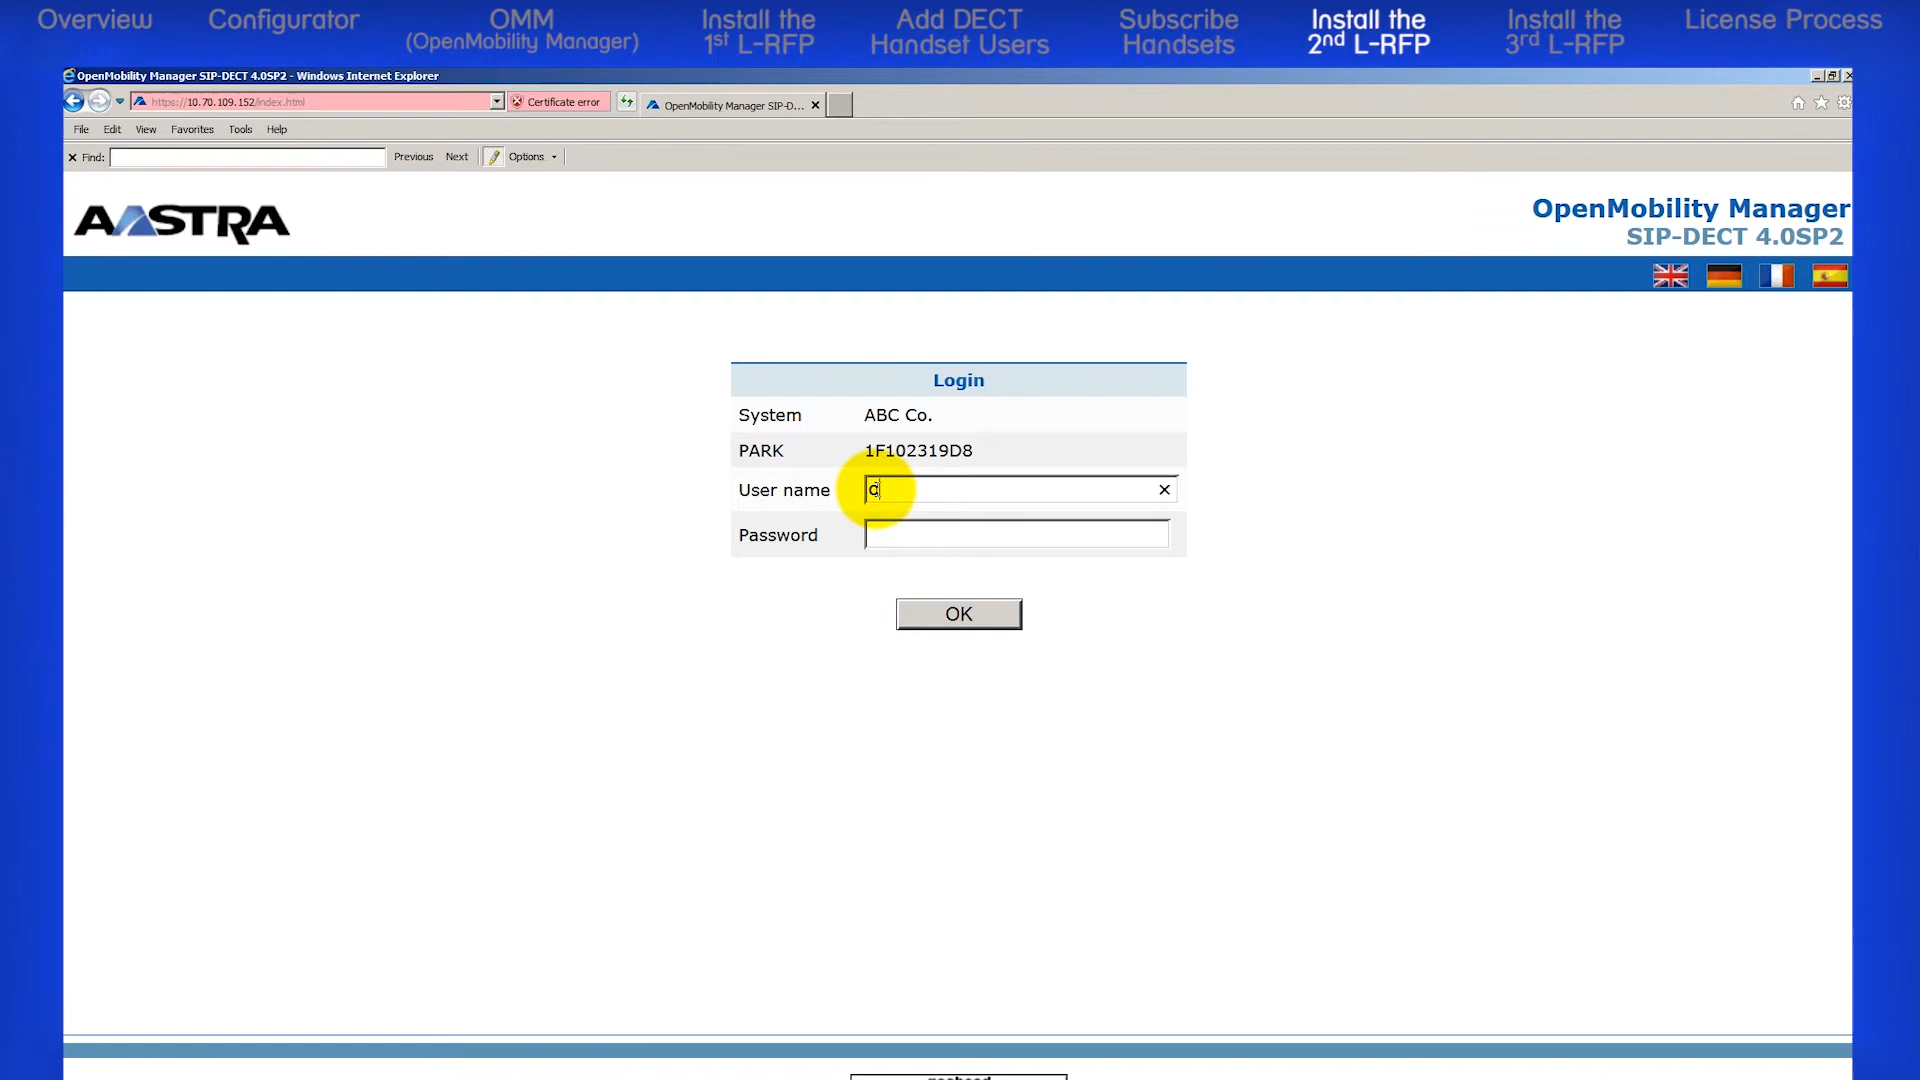 Overview
Configurator
OMM
(OpenMobility Manager)
Install the
1st L-RFP
Add DECT
Handset Users
Subscribe
Handsets
Install the
2nd L-RFP
Install the
3rd L-RFP
License Process
OpenMobility Manager SIP-DECT 4.0SP2 - Windows Internet Explorer
https://10.70.109.152/index.html
Certificate error
OpenMobility Manager SIP-D...
File Edit View Favorites Tools Help
Find:
Previous Next Options
AASTRA
OpenMobility Manager
SIP-DECT 4.0SP2
Login
System ABC Co.
PARK 1F102319D8
User name
Password
OK